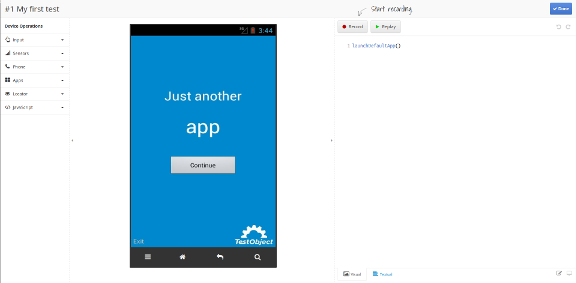 #1 My first test
Start recording
Done
Device Operations
Input
Sensors
Phone
Apps
Locator
JavaScript
3:44
Just another
app
Continue
Exit
TestObject
Record
Replay
1 launchDefaultApp()
Visual
Textual